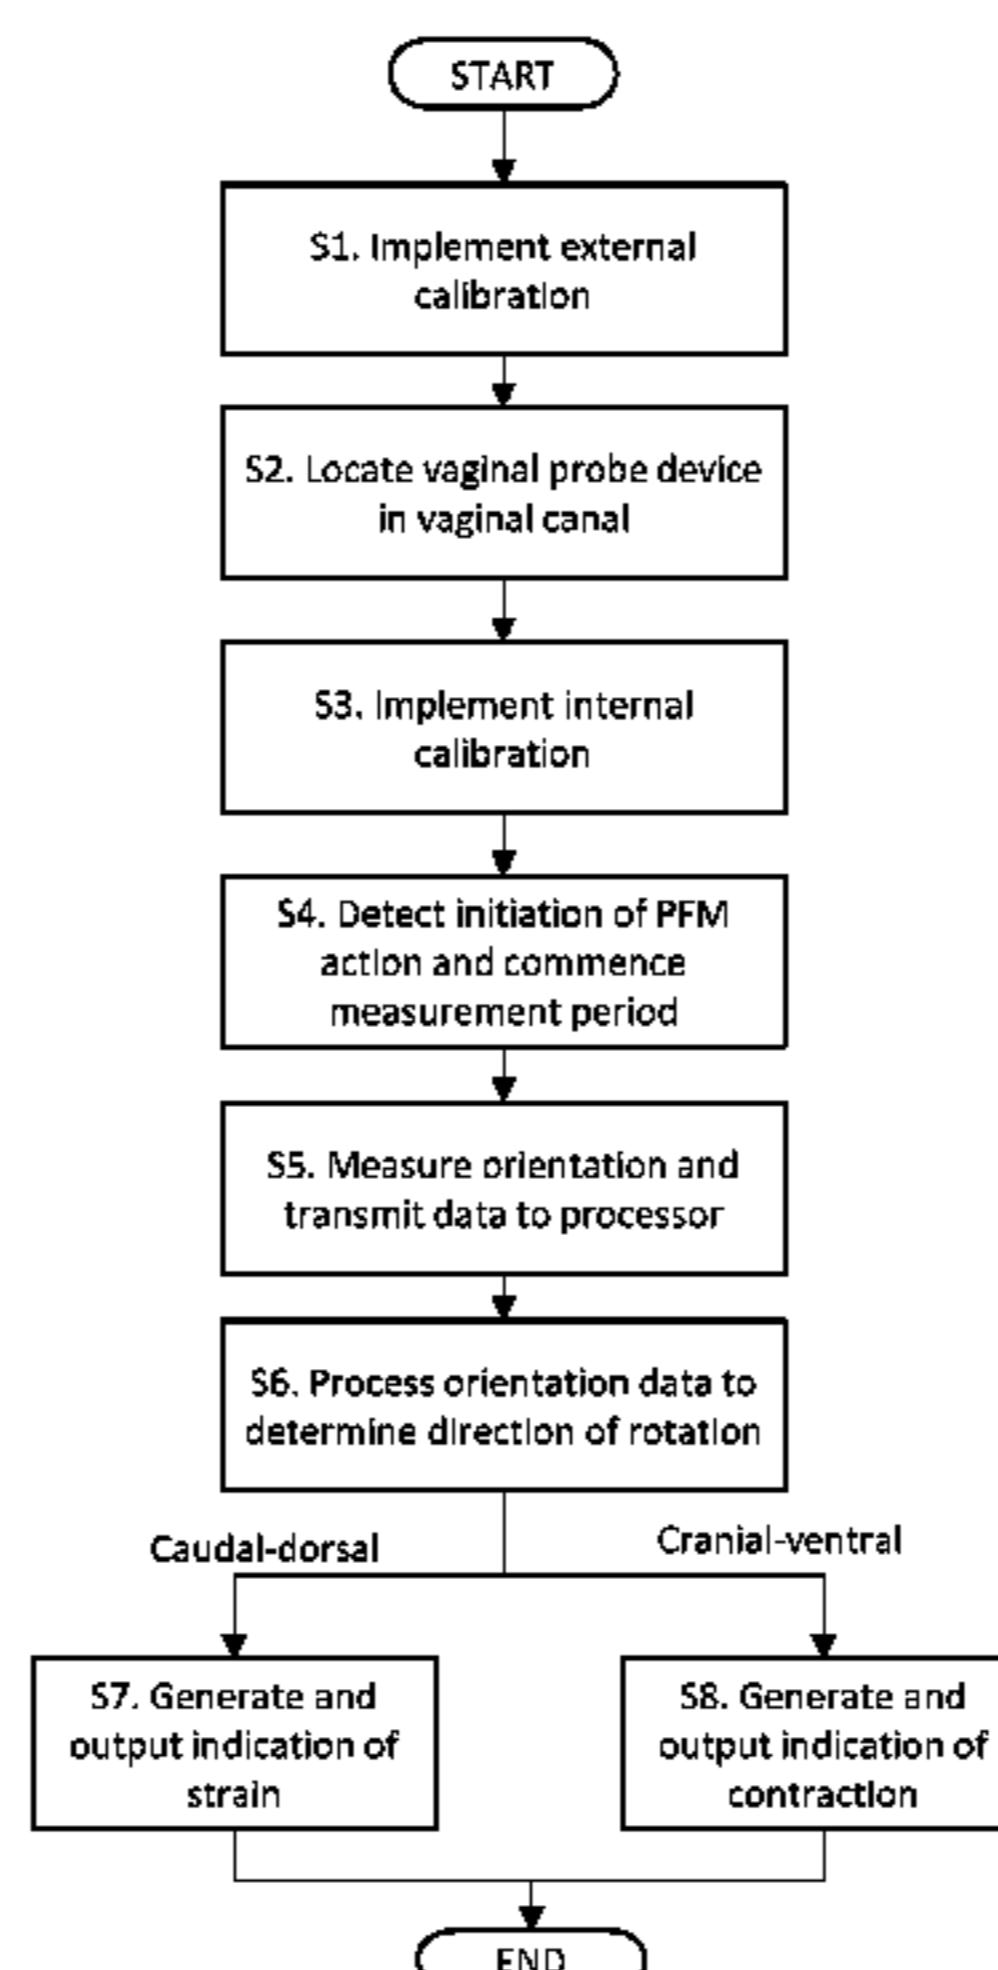 START
S1. Implement external
calibration
S2. Locate vaginal probe device
in vaginal canal
S3. Implement internal
calibration
S4. Detect initiation of PFM
action and commence
measurement period
S5. Measure orientation and
transmit data to processor
S6. Process orientation data to
determine direction of rotation
Caudal-dorsal
Cranial-ventral
S7. Generate and
output indication of
strain
S8. Generate and
output indication of
contraction
END